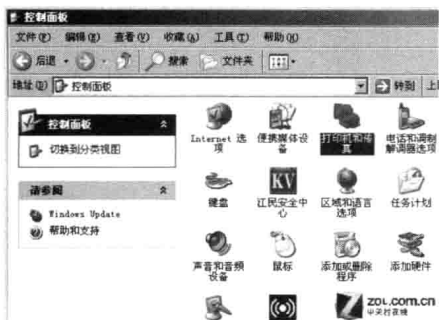 控制面板
文件(F) 编辑(E) 查看(V) 收藏(A) 工具(T) 帮助(H)
后退 搜索 文件夹
地址(D) 控制面板 转到
控制面板
切换到分类视图
请参阅
Windows Update
帮助和支持
Internet 选项
便携媒体设备
打印机和传真
电话和调制解调器选项
键盘
江民安全中心
区域和语言选项
任务计划
声音和音频设备
鼠标
添加或删除程序
添加硬件
ZOL.COM.CN
中关村在线